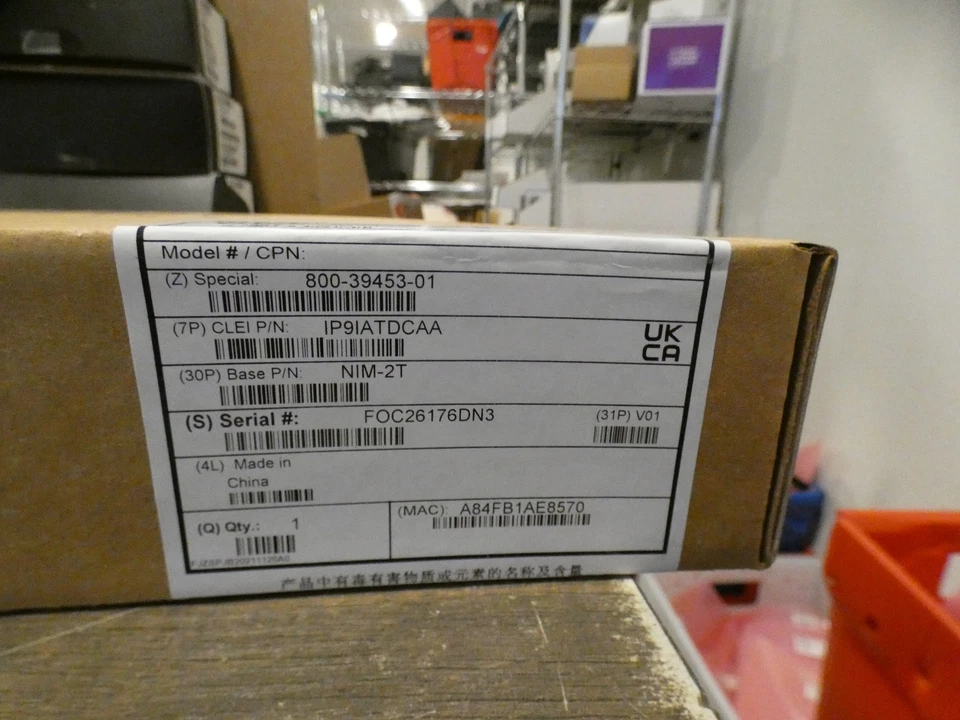 Model # / CPN:
(Z) Special: 800-39453-01
(7P) CLEI P/N: IP9IATDCAA
UK
CA
(30P) Base P/N: NIM-2T
(S) Serial #: FOC26176DN3
(31P) V01
(4L) Made in
China
(Q) Qty.: 1
(MAC): A84FB1AE8570
产品中有毒有害物质或元素的名称及含量